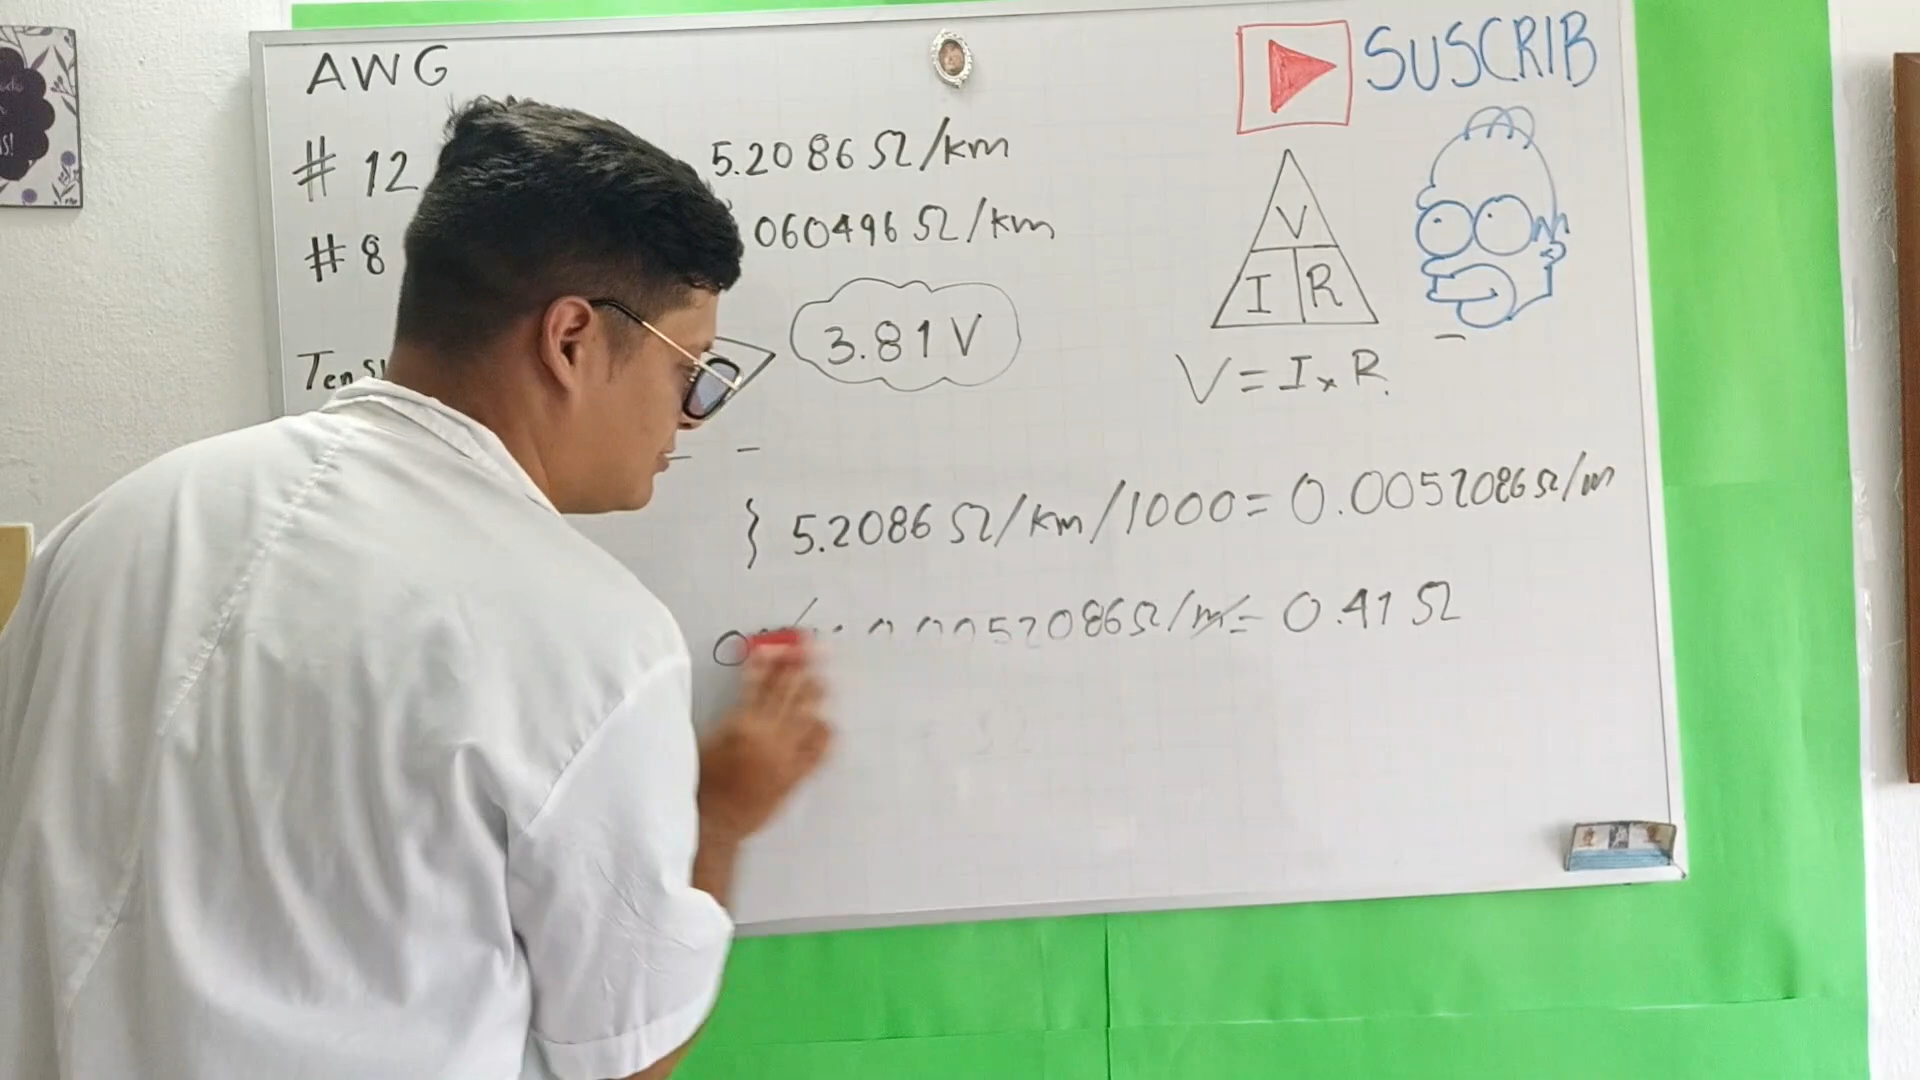 AWG
SUSCRIB
# 12
5.2086 Ω/km
# 8
060496 Ω/km
V
I R
3.81 V
V = I x R.
5.2086 Ω/km/1000 = 0.0052086 Ω/m
0.0052086 Ω/m = 0.41 Ω